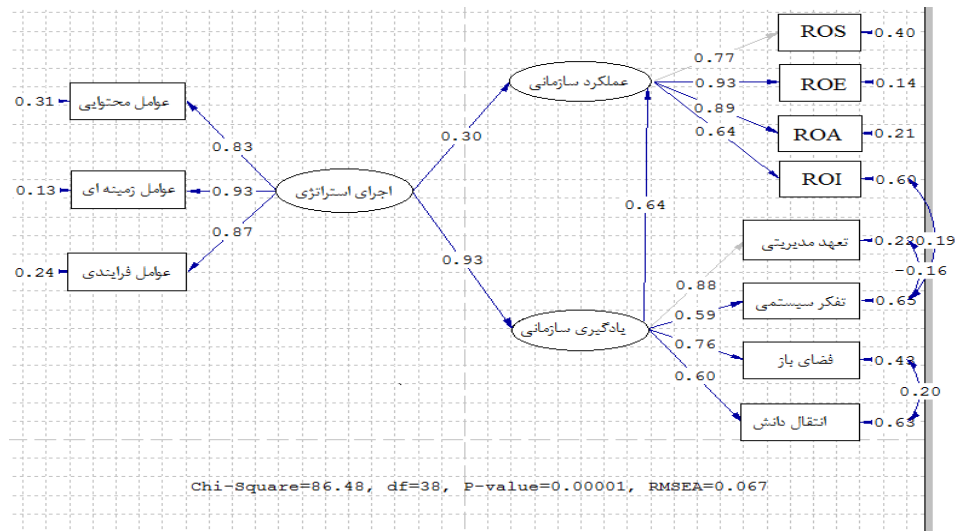 ROS
0.40
0.77
عملکرد سازمانی
0.93
ROE
0.14
0.31
عوامل محتوایی
0.89
ROA
0.21
0.30
0.64
0.83
ROI
0.60
0.13
عوامل زمینه ای
0.93
اجرای استراتژی
0.64
0.87
تعهد مدیریتی
0.22
0.19
0.93
0.24
عوامل فرایندی
-0.16
0.88
تفکر سیستمی
0.65
0.59
یادگیری سازمانی
0.76
فضای باز
0.43
0.60
0.20
انتقال دانش
0.63
Chi-Square=86.48, df=38, P-value=0.00001, RMSEA=0.067